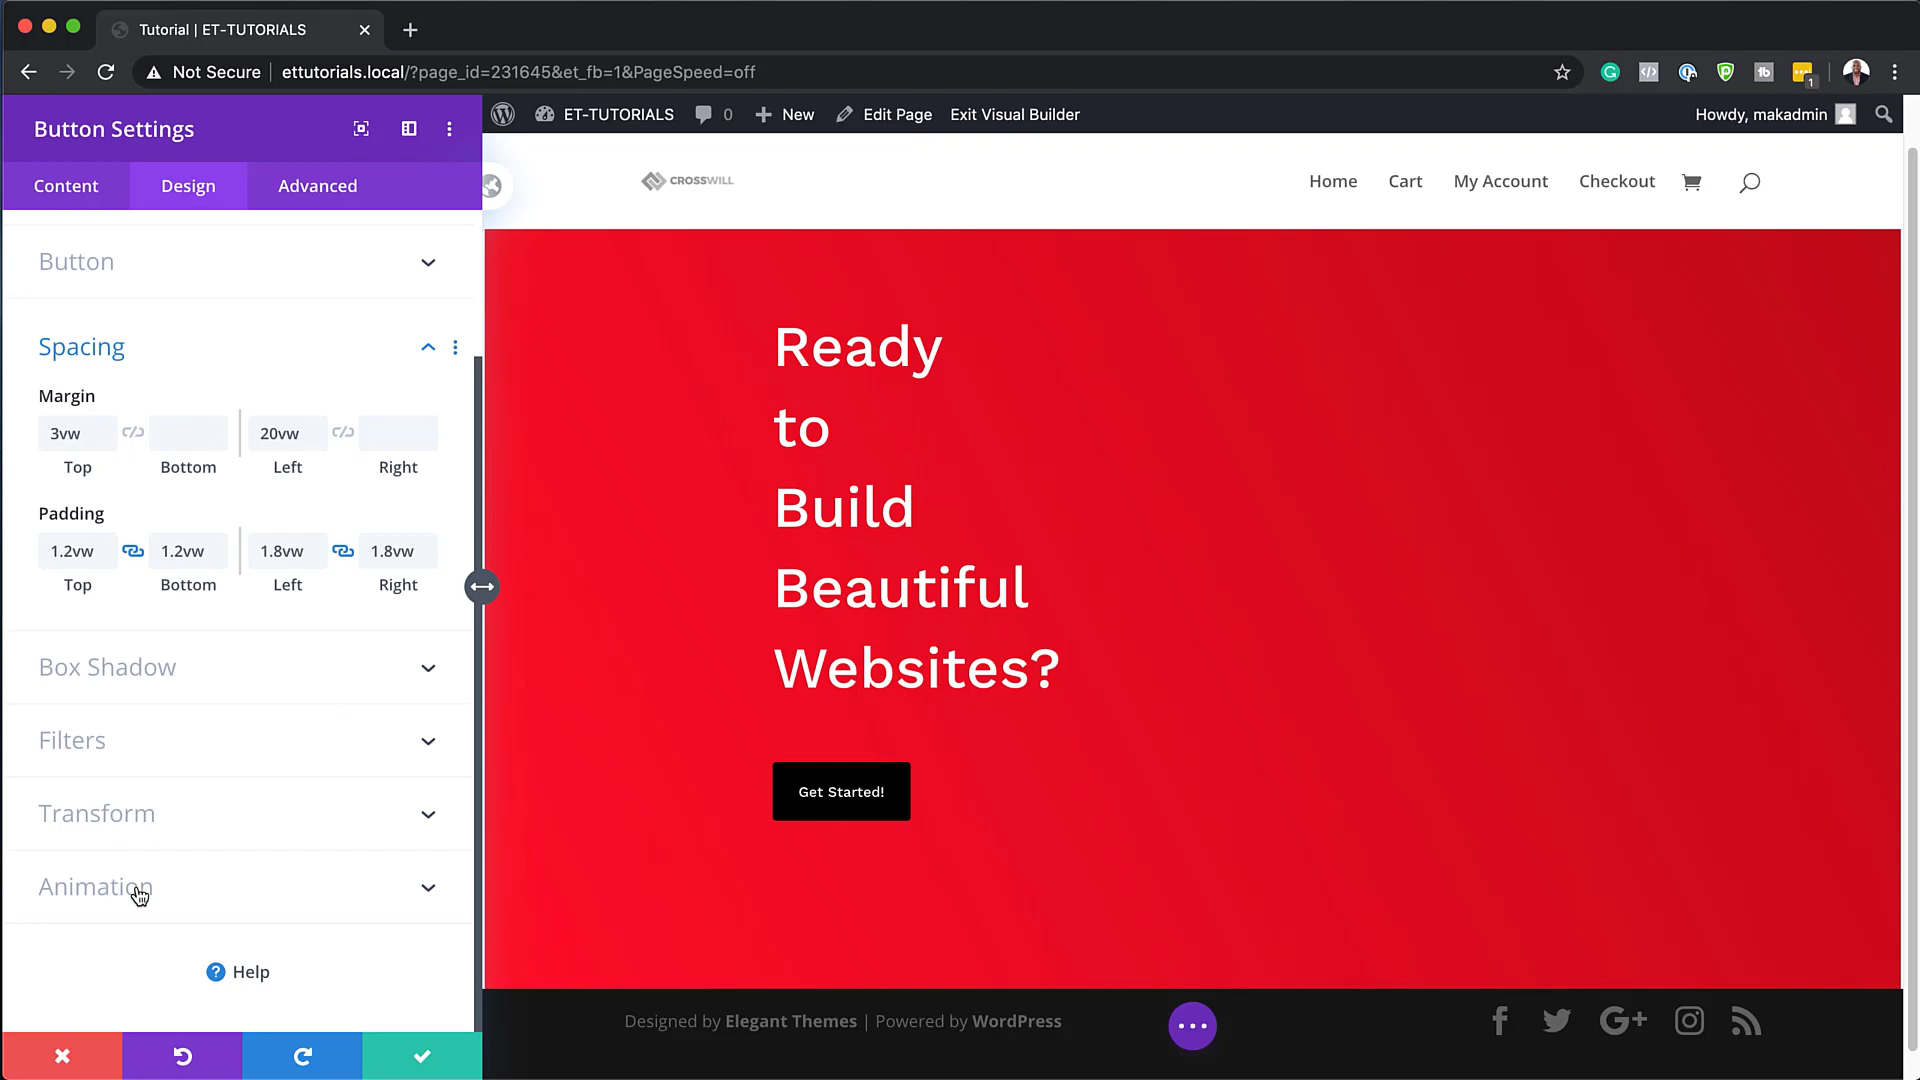 Tutorial | ET-TUTORIALS
Not Secure | ettutorials.local/?page_id=231645&et_fb=1&PageSpeed=off
1
Button Settings
Content Design Advanced
Button
Spacing
Margin
3vw 20vw
Top Bottom Left Right
Padding
1.2vw 1.2vw 1.8vw 1.8vw
Top Bottom Left Right
Box Shadow
Filters
Transform
Animation
? Help
ET-TUTORIALS 0 New Edit Page Exit Visual Builder Howdy, makadmin
CROSSWILL
Home Cart My Account Checkout
Ready
to
Build
Beautiful
Websites?
Get Started!
Designed by Elegant Themes | Powered by WordPress